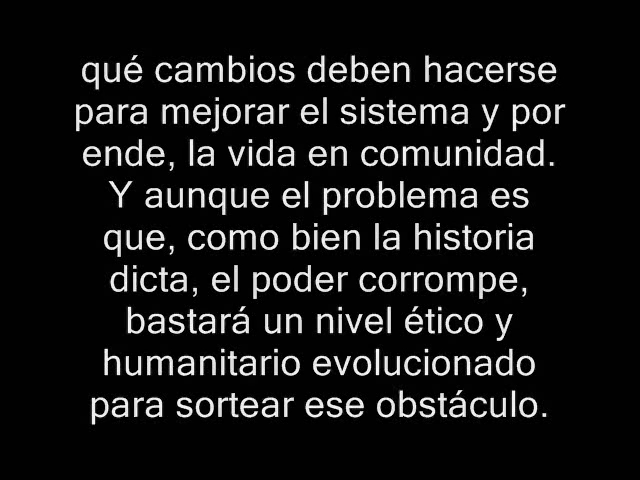 qué cambios deben hacerse
para mejorar el sistema y por
ende, la vida en comunidad.
Y aunque el problema es
que, como bien la historia
dicta, el poder corrompe,
bastará un nivel ético y
humanitario evolucionado
para sortear ese obstáculo.